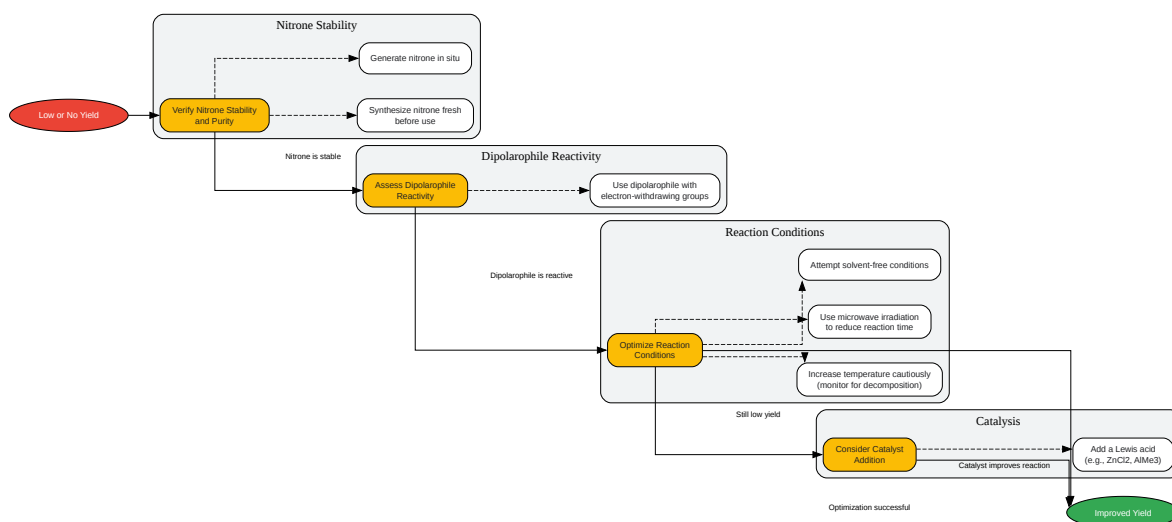 Nitrone Stability
Generate nitrone in situ
Low or No Yield
Verify Nitrone Stability
and Purity
Synthesize nitrone fresh
before use
Nitrone is stable
Dipolarophile Reactivity
Assess Dipolarophile
Reactivity
Use dipolarophile with
electron-withdrawing groups
Reaction Conditions
Attempt solvent-free conditions
Dipolarophile is reactive
Use microwave irradiation
to reduce reaction time
Optimize Reaction
Conditions
Increase temperature cautiously
(monitor for decomposition)
Still low yield
Catalysis
Consider Catalyst
Addition
Add a Lewis acid
(e.g., ZnCl2, AlMe3)
Catalyst improves reaction
Optimization successful
Improved Yield